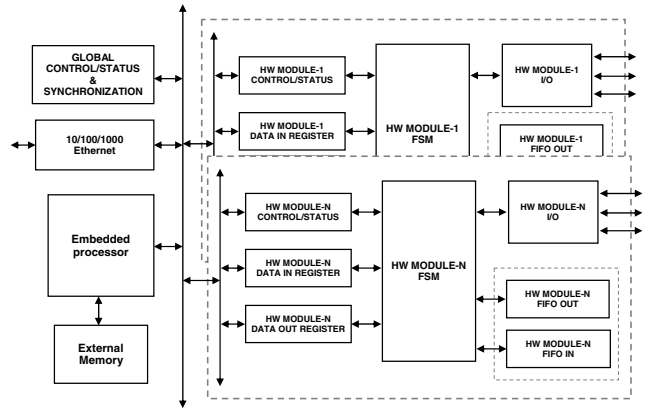 GLOBAL
CONTROL/STATUS
&
SYNCHRONIZATION
10/100/1000
Ethernet
Embedded
processor
External
Memory
HW MODULE-1
CONTROL/STATUS
HW MODULE-1
DATA IN REGISTER
HW MODULE-1
FSM
HW MODULE-1
I/O
HW MODULE-1
FIFO OUT
HW MODULE-N
CONTROL/STATUS
HW MODULE-N
DATA IN REGISTER
HW MODULE-N
DATA OUT REGISTER
HW MODULE-N
FSM
HW MODULE-N
I/O
HW MODULE-N
FIFO OUT
HW MODULE-N
FIFO IN